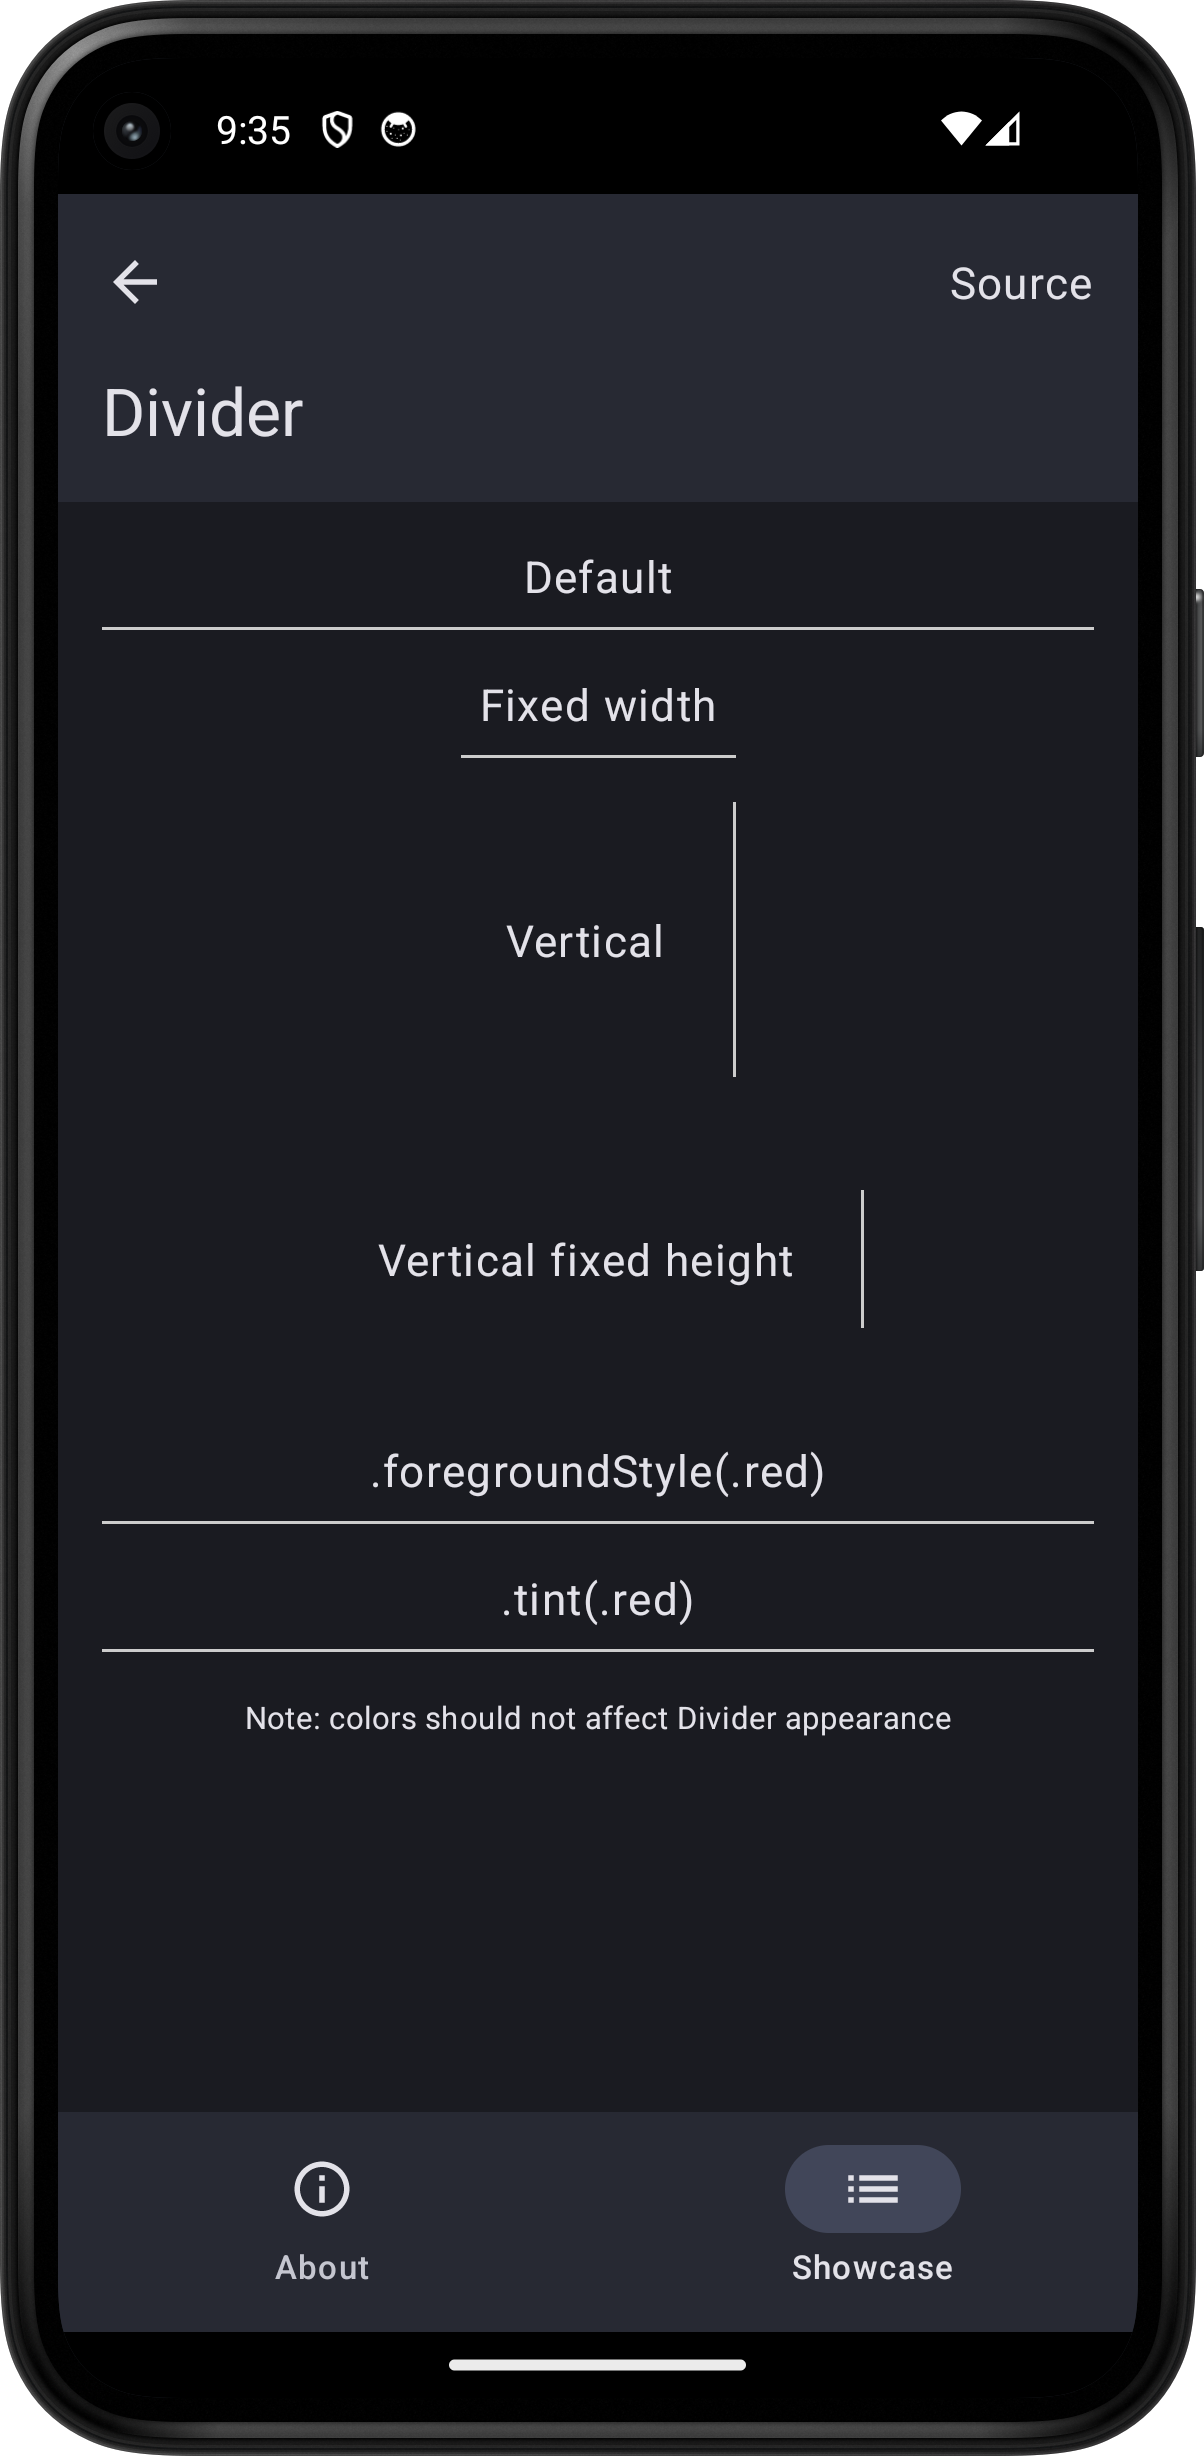 9:35
Source
Divider
Default
Fixed width
Vertical
Vertical fixed height
.foregroundStyle(.red)
.tint(.red)
Note: colors should not affect Divider appearance
About
Showcase